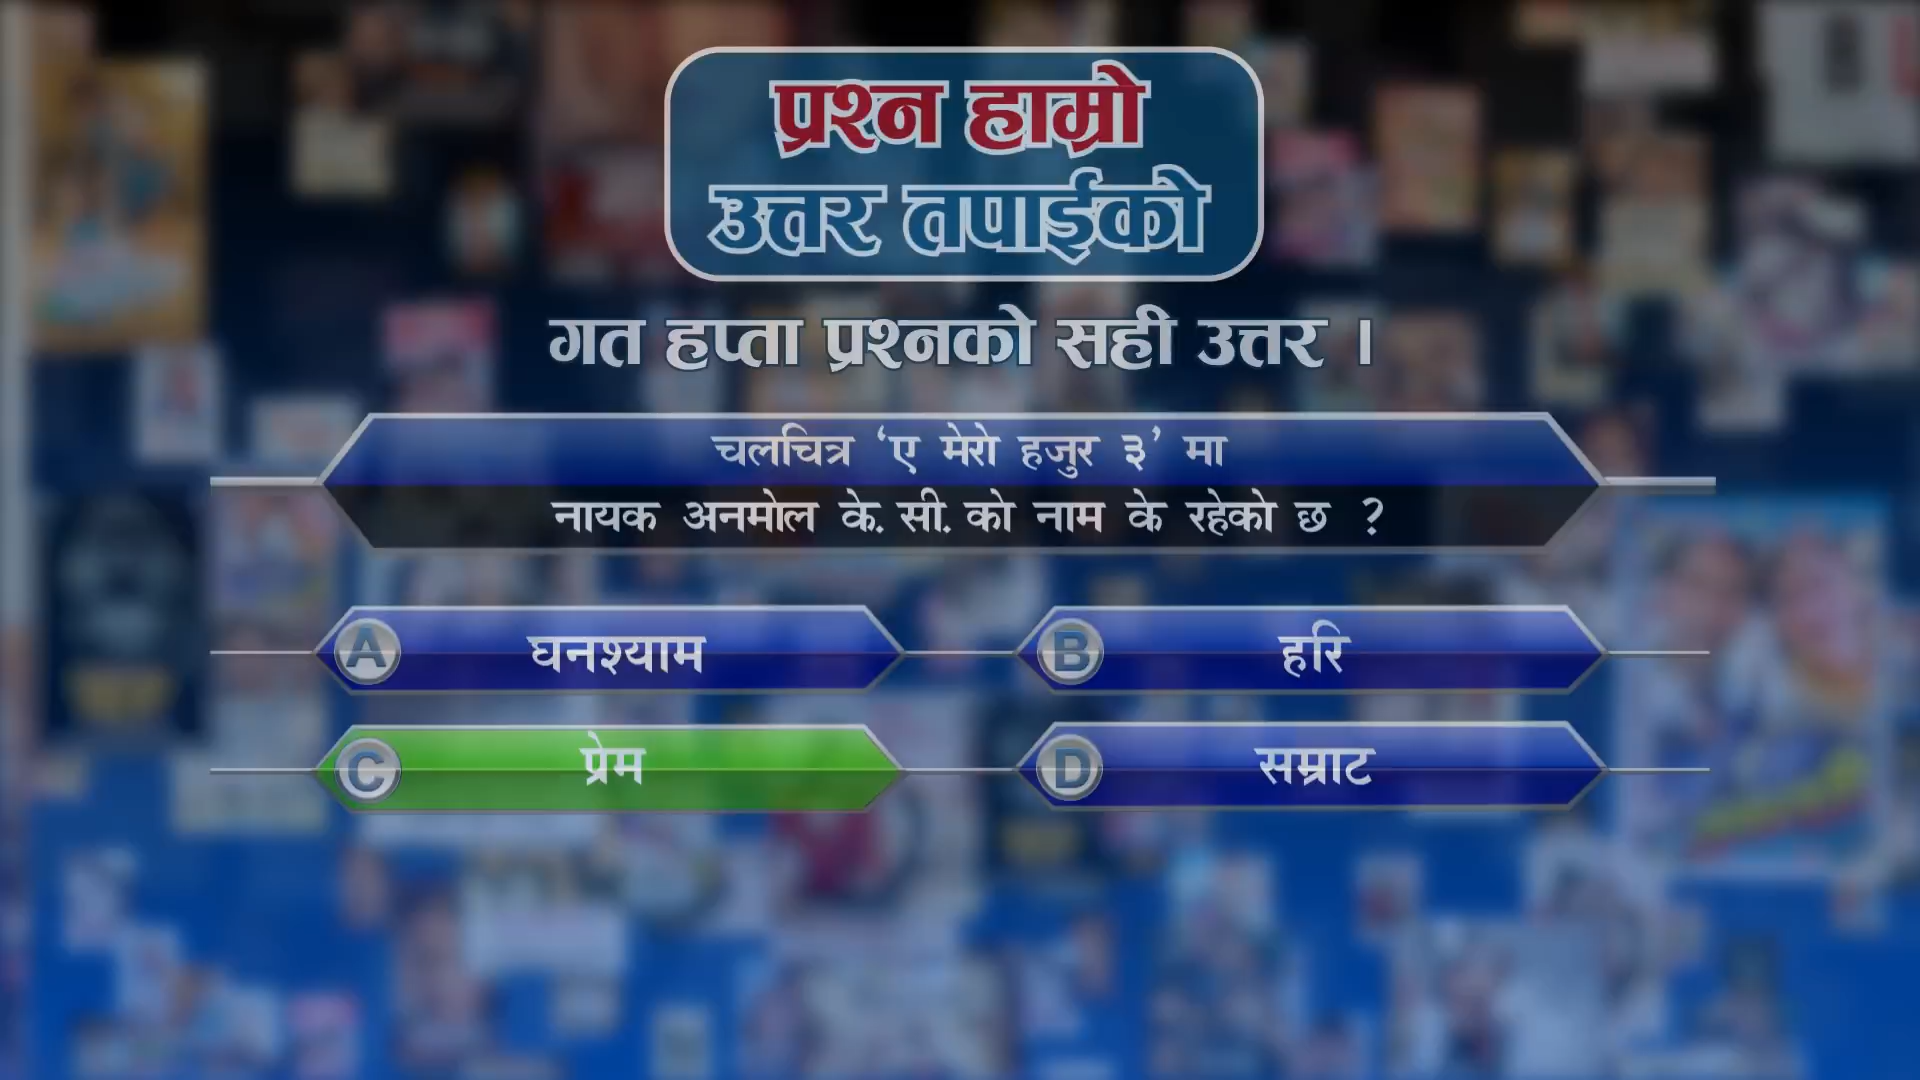 प्रश्न हाम्रो
उत्तर तपाईको
गत हप्ता प्रश्नको सही उत्तर ।
चलचित्र ‘ए मेरो हजुर ३’ मा
नायक अनमोल के. सी. को नाम के रहेको छ ?
A घनश्याम
B हरि
C प्रेम
D सम्राट